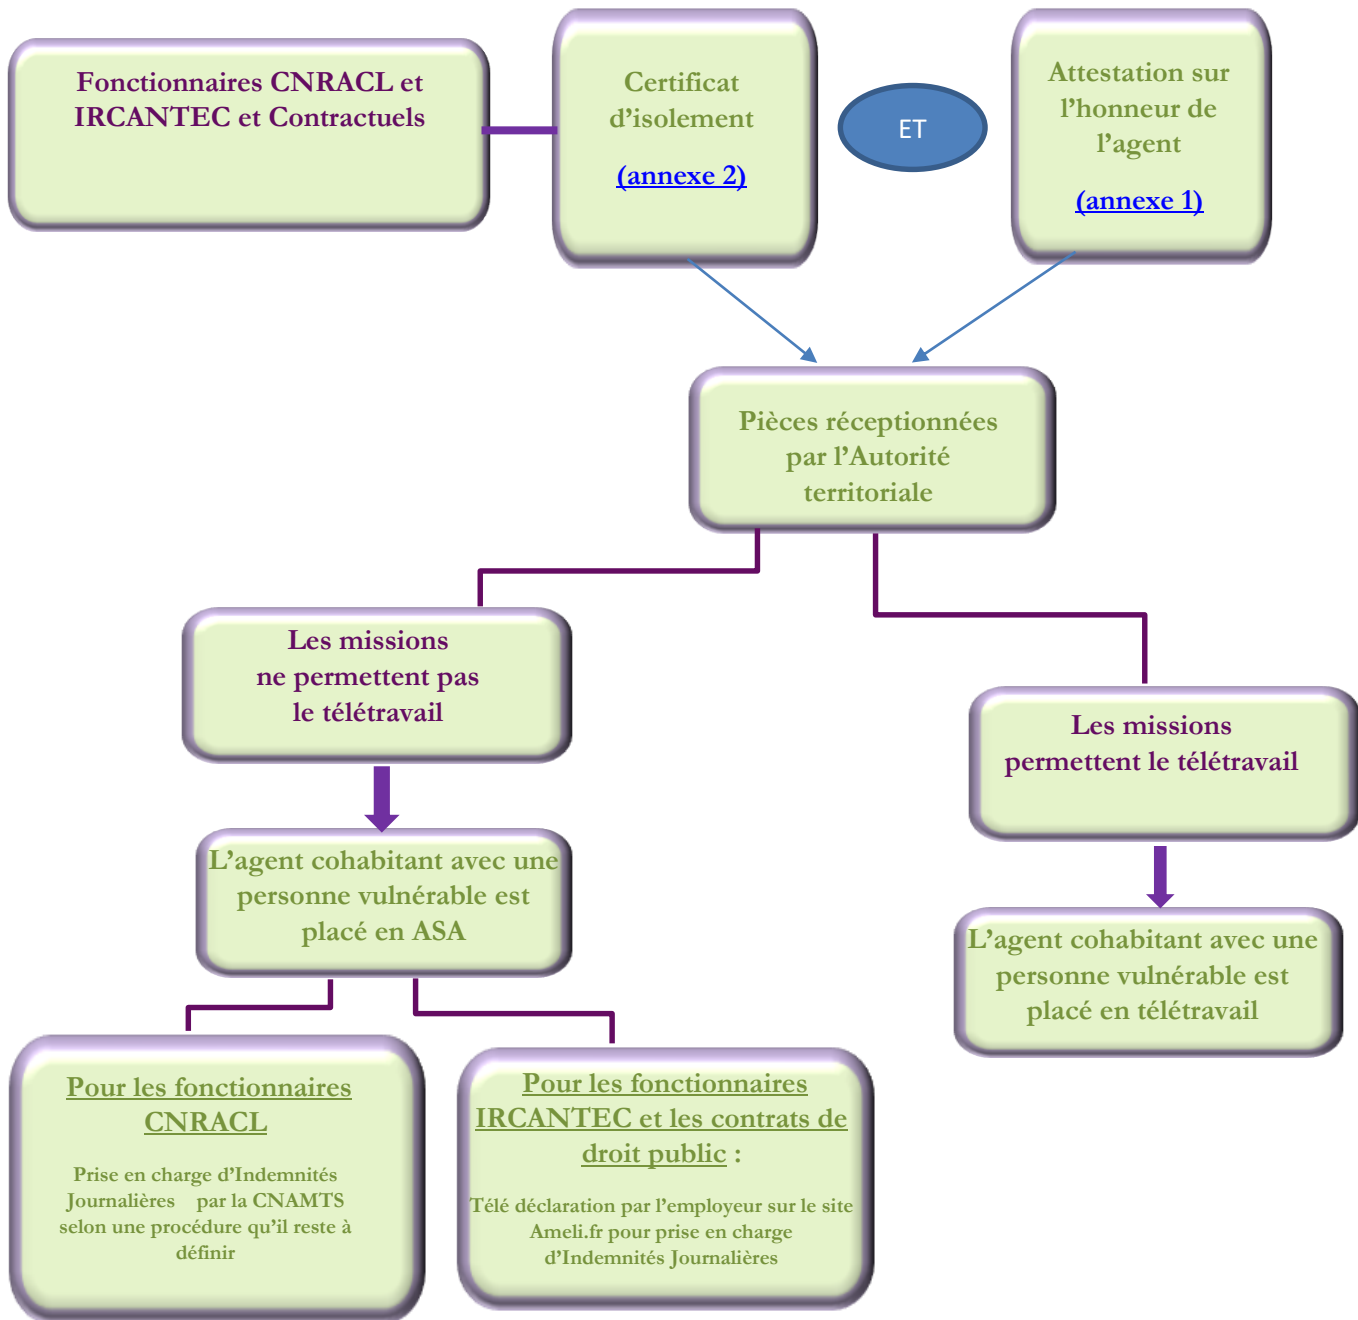 Fonctionnaires CNRACL et
IRCANTEC et Contractuels
Certificat
d’isolement
(annexe 2)
ET
Attestation sur
l’honneur de
l’agent
(annexe 1)
Pièces réceptionnées
par l’Autorité
territoriale
Les missions
ne permettent pas
le télétravail
Les missions
permettent le télétravail
L’agent cohabitant avec une
personne vulnérable est
placé en ASA
L’agent cohabitant avec une
personne vulnérable est
placé en télétravail
Pour les fonctionnaires
CNRACL
Prise en charge d’Indemnités
Journalières par la CNAMTS
selon une procédure qu’il reste à
définir
Pour les fonctionnaires
IRCANTEC et les contrats de
droit public :
Télé déclaration par l’employeur sur le site
Ameli.fr pour prise en charge
d’Indemnités Journalières